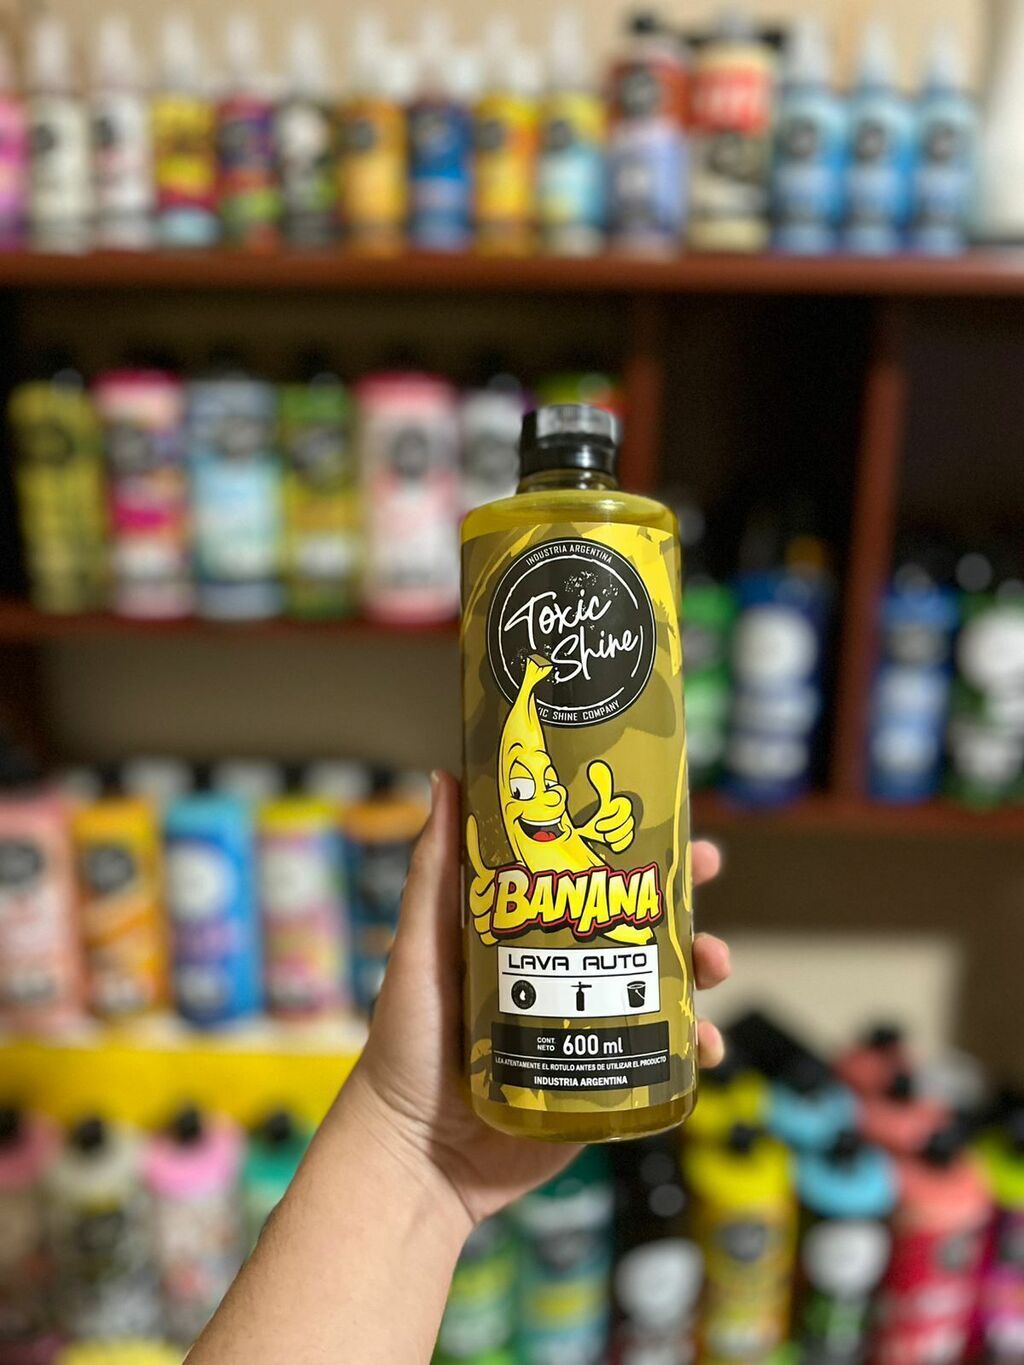 INDUSTRIA ARGENTINA
Toxic
Shine
SHINE COMPANY
BANANA
LAVA AUTO
CONT.
NETO
600 ml
LEA ATENTAMENTE EL ROTULO ANTES DE UTILIZAR EL PRODUCTO
INDUSTRIA ARGENTINA